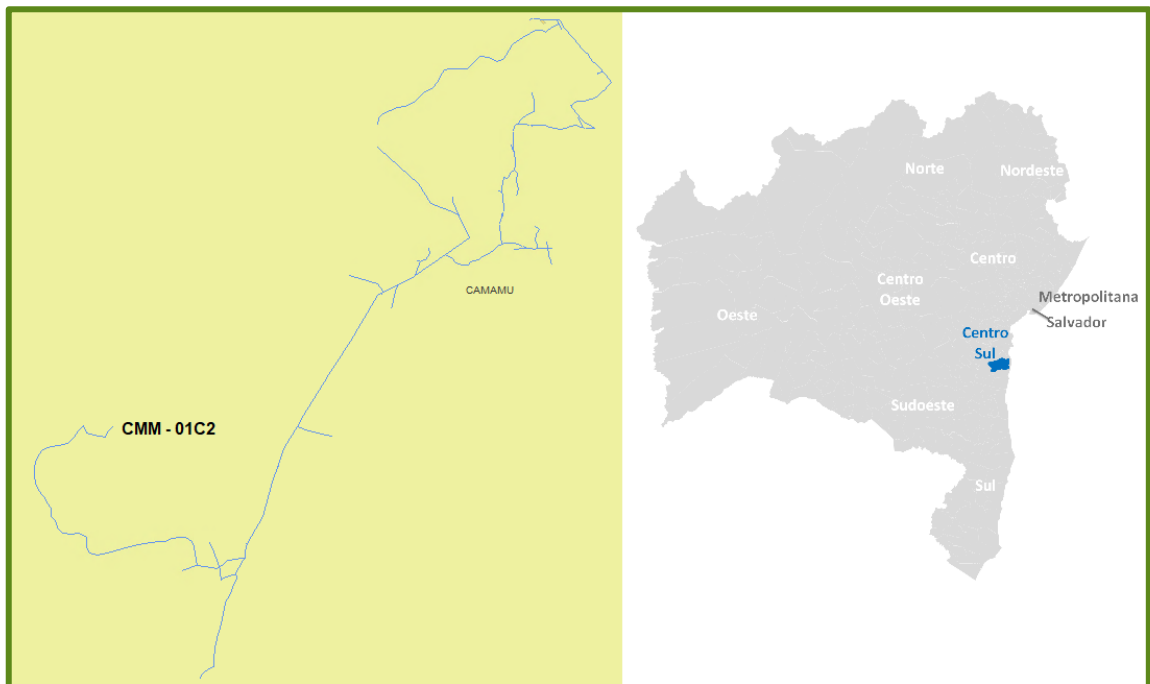 CAMAMU
CMM - 01C2
Norte
Nordeste
Centro
Centro
Oeste
Oeste
Metropolitana
Salvador
Centro
Sul
Sudoeste
Sul